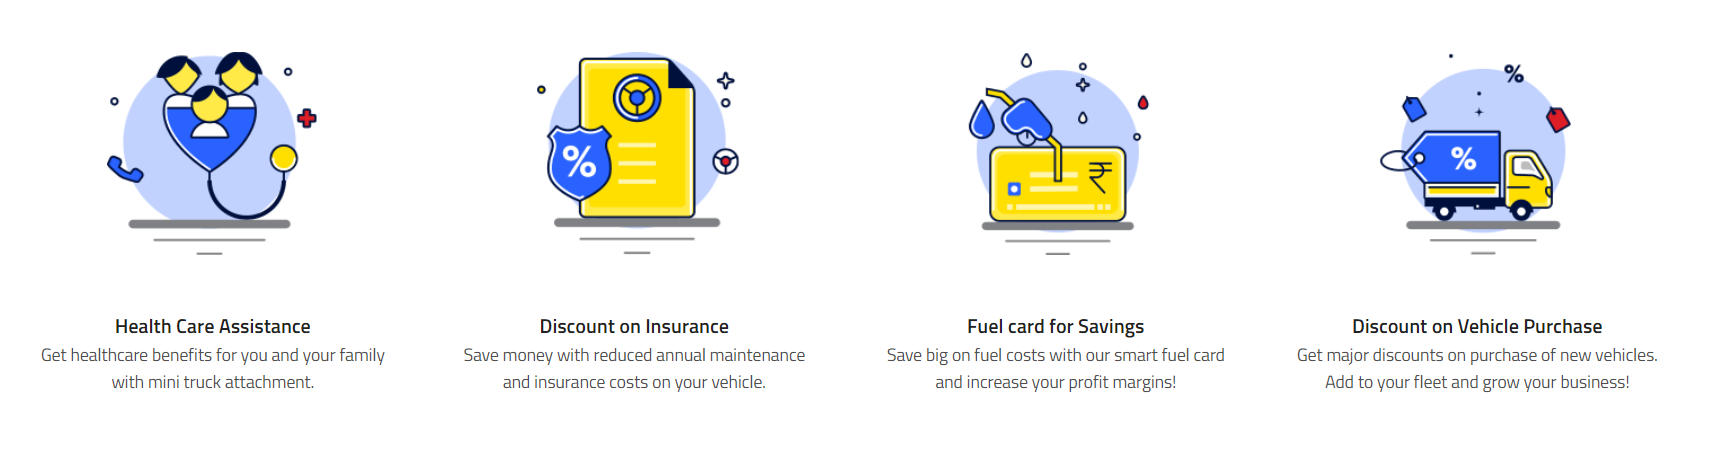 %
%
₹
%
Health Care Assistance
Get healthcare benefits for you and your family
with mini truck attachment.
Discount on Insurance
Save money with reduced annual maintenance
and insurance costs on your vehicle.
Fuel card for Savings
Save big on fuel costs with our smart fuel card
and increase your profit margins!
Discount on Vehicle Purchase
Get major discounts on purchase of new vehicles.
Add to your fleet and grow your business!